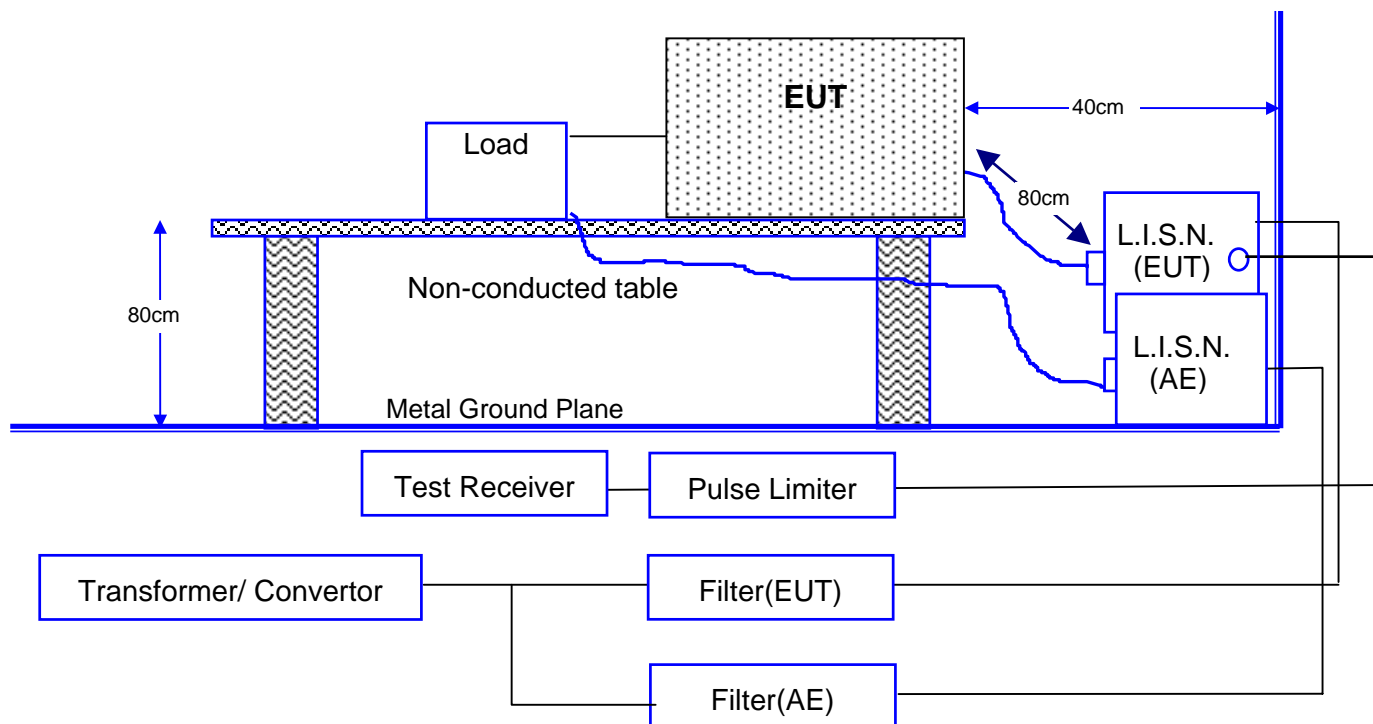 EUT
40cm
Load
80cm
L.I.S.N.
(EUT)
Non-conducted table
80cm
L.I.S.N.
(AE)
Metal Ground Plane
Test Receiver
Pulse Limiter
Transformer/ Convertor
Filter(EUT)
Filter(AE)